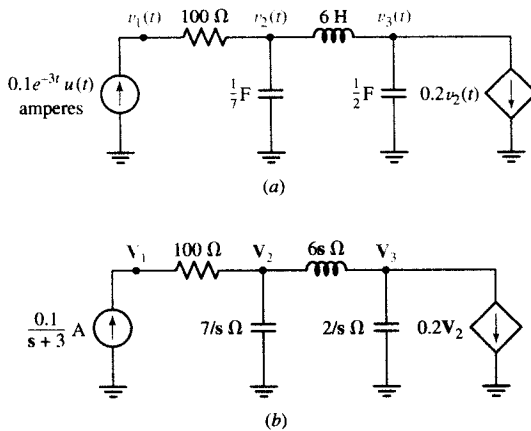 v₁(t) 100 Ω v₂(t) 6 H v₃(t)
0.1e⁻³ᵗ u(t)
amperes
1/7 F
1/2 F
0.2v₂(t)
(a)
V₁ 100 Ω V₂ 6s Ω V₃
0.1/(s + 3) A
7/s Ω
2/s Ω
0.2V₂
(b)